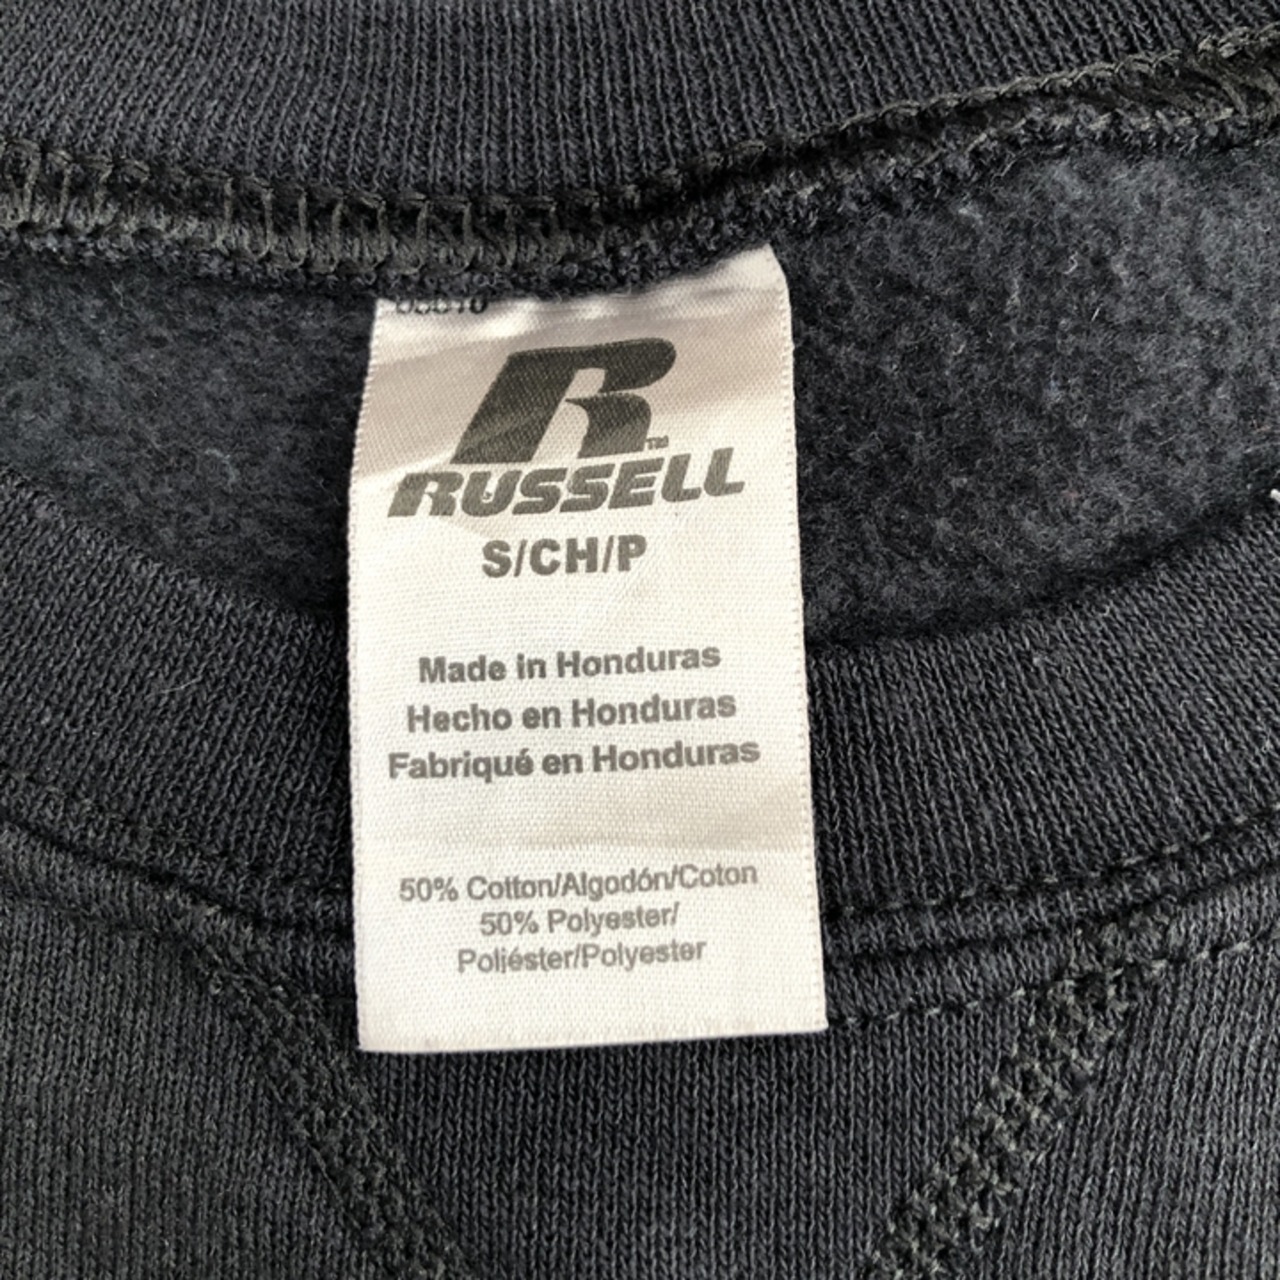 R™
RUSSELL
S/CH/P
Made in Honduras
Hecho en Honduras
Fabriqué en Honduras
50% Cotton/Algodón/Coton
50% Polyester/
Poliéster/Polyester